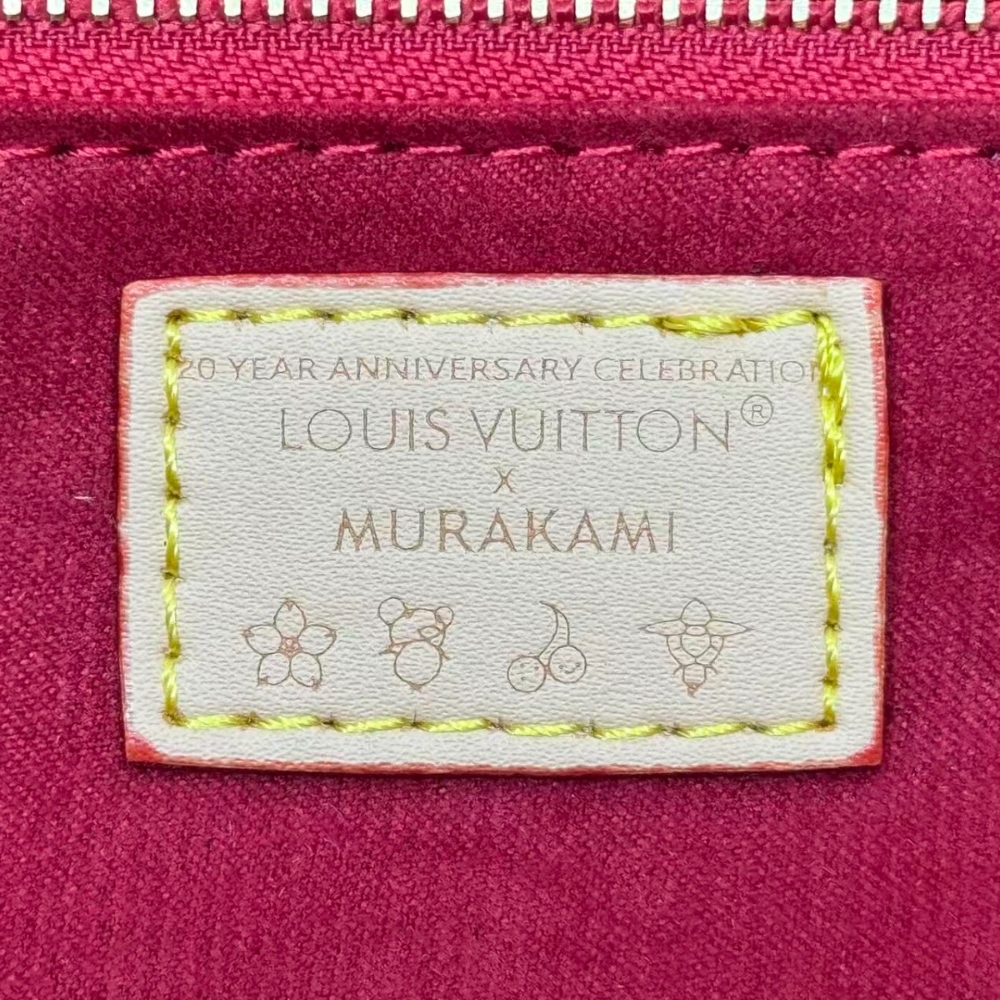 20 YEAR ANNIVERSARY CELEBRATION
LOUIS VUITTON®
X
MURAKAMI